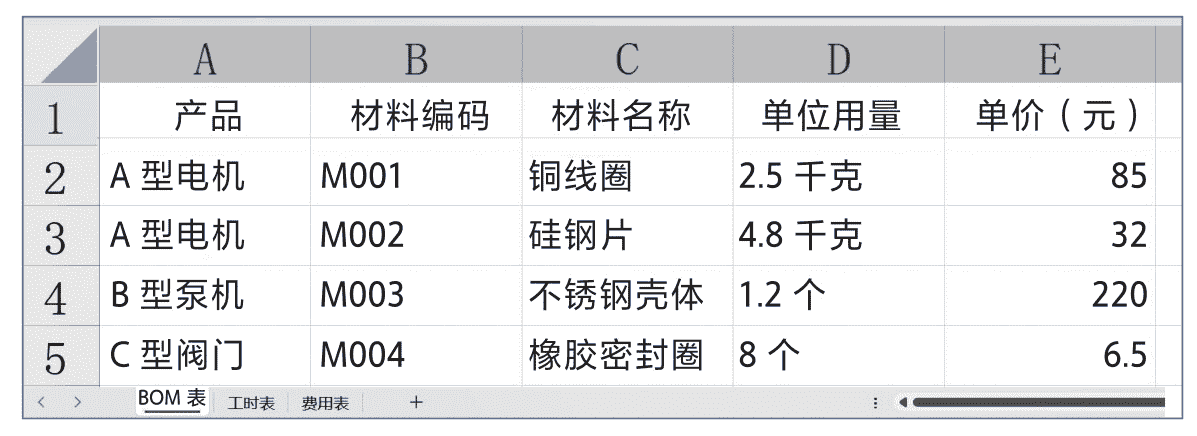 A B C D E
1 产品 材料编码 材料名称 单位用量 单价（元）
2 A 型电机 M001 铜线圈 2.5 千克 85
3 A 型电机 M002 硅钢片 4.8 千克 32
4 B 型泵机 M003 不锈钢壳体 1.2 个 220
5 C 型阀门 M004 橡胶密封圈 8 个 6.5
BOM 表 工时表 费用表 +